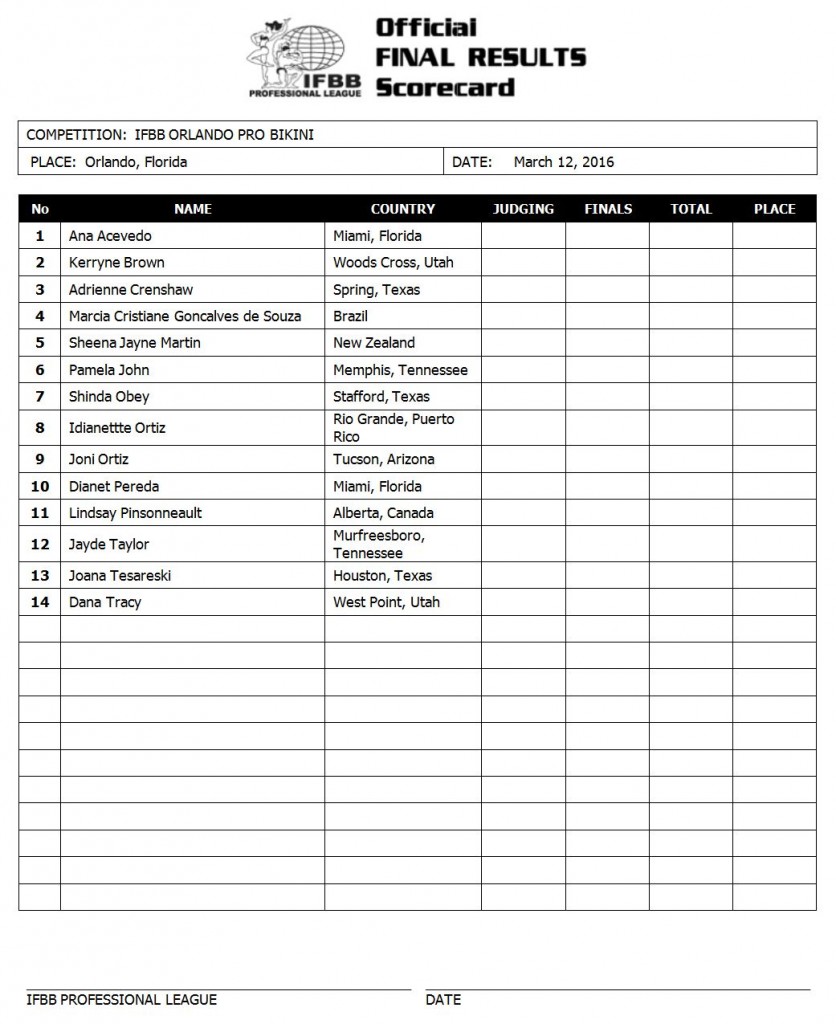 Official
FINAL RESULTS
Scorecard
IFBB
PROFESSIONAL LEAGUE
COMPETITION: IFBB ORLANDO PRO BIKINI
PLACE: Orlando, Florida DATE: March 12, 2016
No NAME COUNTRY JUDGING FINALS TOTAL PLACE
1 Ana Acevedo Miami, Florida
2 Kerryne Brown Woods Cross, Utah
3 Adrienne Crenshaw Spring, Texas
4 Marcia Cristiane Goncalves de Souza Brazil
5 Sheena Jayne Martin New Zealand
6 Pamela John Memphis, Tennessee
7 Shinda Obey Stafford, Texas
8 Idianettte Ortiz Rio Grande, Puerto
Rico
9 Joni Ortiz Tucson, Arizona
10 Dianet Pereda Miami, Florida
11 Lindsay Pinsonneault Alberta, Canada
12 Jayde Taylor Murfreesboro,
Tennessee
13 Joana Tesareski Houston, Texas
14 Dana Tracy West Point, Utah
IFBB PROFESSIONAL LEAGUE DATE